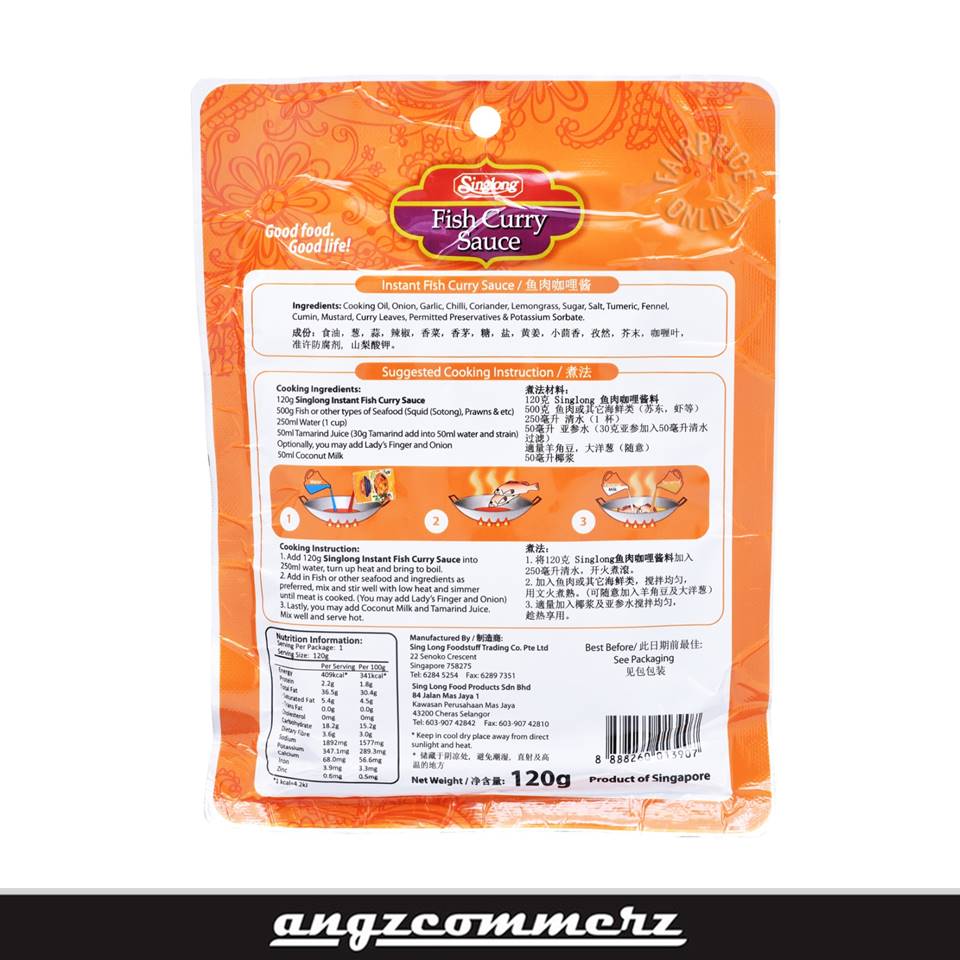 FAIRPRICE
ONLINE
Singlong
Fish Curry
Sauce
Good food.
Good life!
Instant Fish Curry Sauce / 鱼肉咖哩酱
Ingredients: Cooking Oil, Onion, Garlic, Chilli, Coriander, Lemongrass, Sugar, Salt, Tumeric, Fennel,
Cumin, Mustard, Curry Leaves, Permitted Preservatives & Potassium Sorbate.
成份: 食油, 葱, 蒜, 辣椒, 香菜, 香茅, 糖, 盐, 黄姜, 小茴香, 孜然, 芥末, 咖喱叶,
准许防腐剂, 山梨酸钾。
Suggested Cooking Instruction / 煮法
Cooking Ingredients:
120g Singlong Instant Fish Curry Sauce
500g Fish or other types of Seafood (Squid (Sotong), Prawns & etc)
250ml Water (1 cup)
50ml Tamarind Juice (30g Tamarind add into 50ml water and strain)
Optionally, you may add Lady's Finger and Onion
50ml Coconut Milk
煮法材料:
120克 Singlong 鱼肉咖哩酱料
500克 鱼肉或其它海鲜类 (苏东, 虾等)
250毫升 清水 (1 杯)
50毫升 亚参水 (30克亚参加入50毫升清水
过滤)
適量羊角豆, 大洋葱 (随意)
50毫升椰浆
1
2
3
Cooking Instruction:
1. Add 120g Singlong Instant Fish Curry Sauce into
250ml water, turn up heat and bring to boil.
2. Add in Fish or other seafood and ingredients as
preferred, mix and stir well with low heat and simmer
until meat is cooked. (You may add Lady's Finger and Onion)
3. Lastly, you may add Coconut Milk and Tamarind Juice.
Mix well and serve hot.
煮法:
1. 将120克 Singlong鱼肉咖哩酱料加入
250毫升清水, 开火煮滚。
2. 加入鱼肉或其它海鲜类, 搅拌均匀,
用文火煮熟。(可随意加入羊角豆及大洋葱)
3. 適量加入椰浆及亚参水搅拌均匀,
趁热享用。
Nutrition Information:
Serving Per Package: 1
Serving Size: 120g
Per Serving Per 100g
Energy 409kcal* 341kcal*
Protein 2.2g 1.8g
Total Fat 36.5g 30.4g
Saturated Fat 5.4g 4.5g
Trans Fat 0.0g 0.0g
Cholesterol 0mg 0mg
Carbohydrate 18.2g 15.2g
Dietary Fibre 3.6g 3.0g
Sodium 1892mg 1577mg
Potassium 347.1mg 289.3mg
Calcium 68.0mg 56.6mg
Iron 3.9mg 3.3mg
Zinc 0.6mg 0.5mg
*1 kcal=4.2kJ
Manufactured By / 制造商:
Sing Long Foodstuff Trading Co. Pte Ltd
22 Senoko Crescent
Singapore 758275
Tel: 6284 5254 Fax: 6289 7351
Sing Long Food Products Sdn Bhd
84 Jalan Mas Jaya 1
Kawasan Perusahaan Mas Jaya
43200 Cheras Selangor
Tel: 603-907 42842 Fax: 603-907 42810
* Keep in cool dry place away from direct
sunlight and heat.
* 储藏于阴凉处, 避免潮湿, 直射及高
温的地方
Net Weight / 净含量: 120g
Best Before/ 此日期前最佳:
See Packaging
见包包装
8 888260 013907
Product of Singapore
angzcommerz